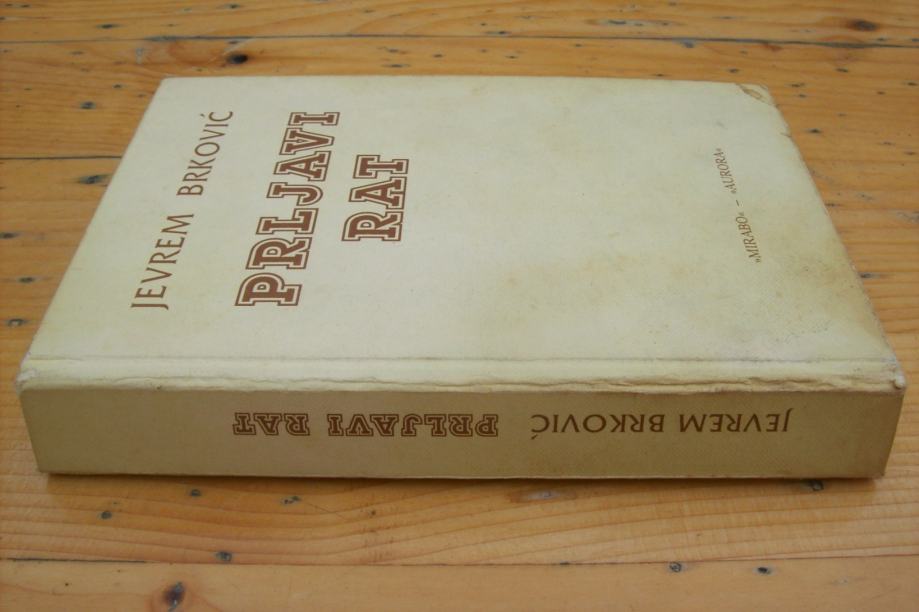 JEVREM BRKOVIĆ
PRLJAVI
RAT
»MIRABO« – »AURORA«
JEVREM BRKOVIĆ PRLJAVI RAT